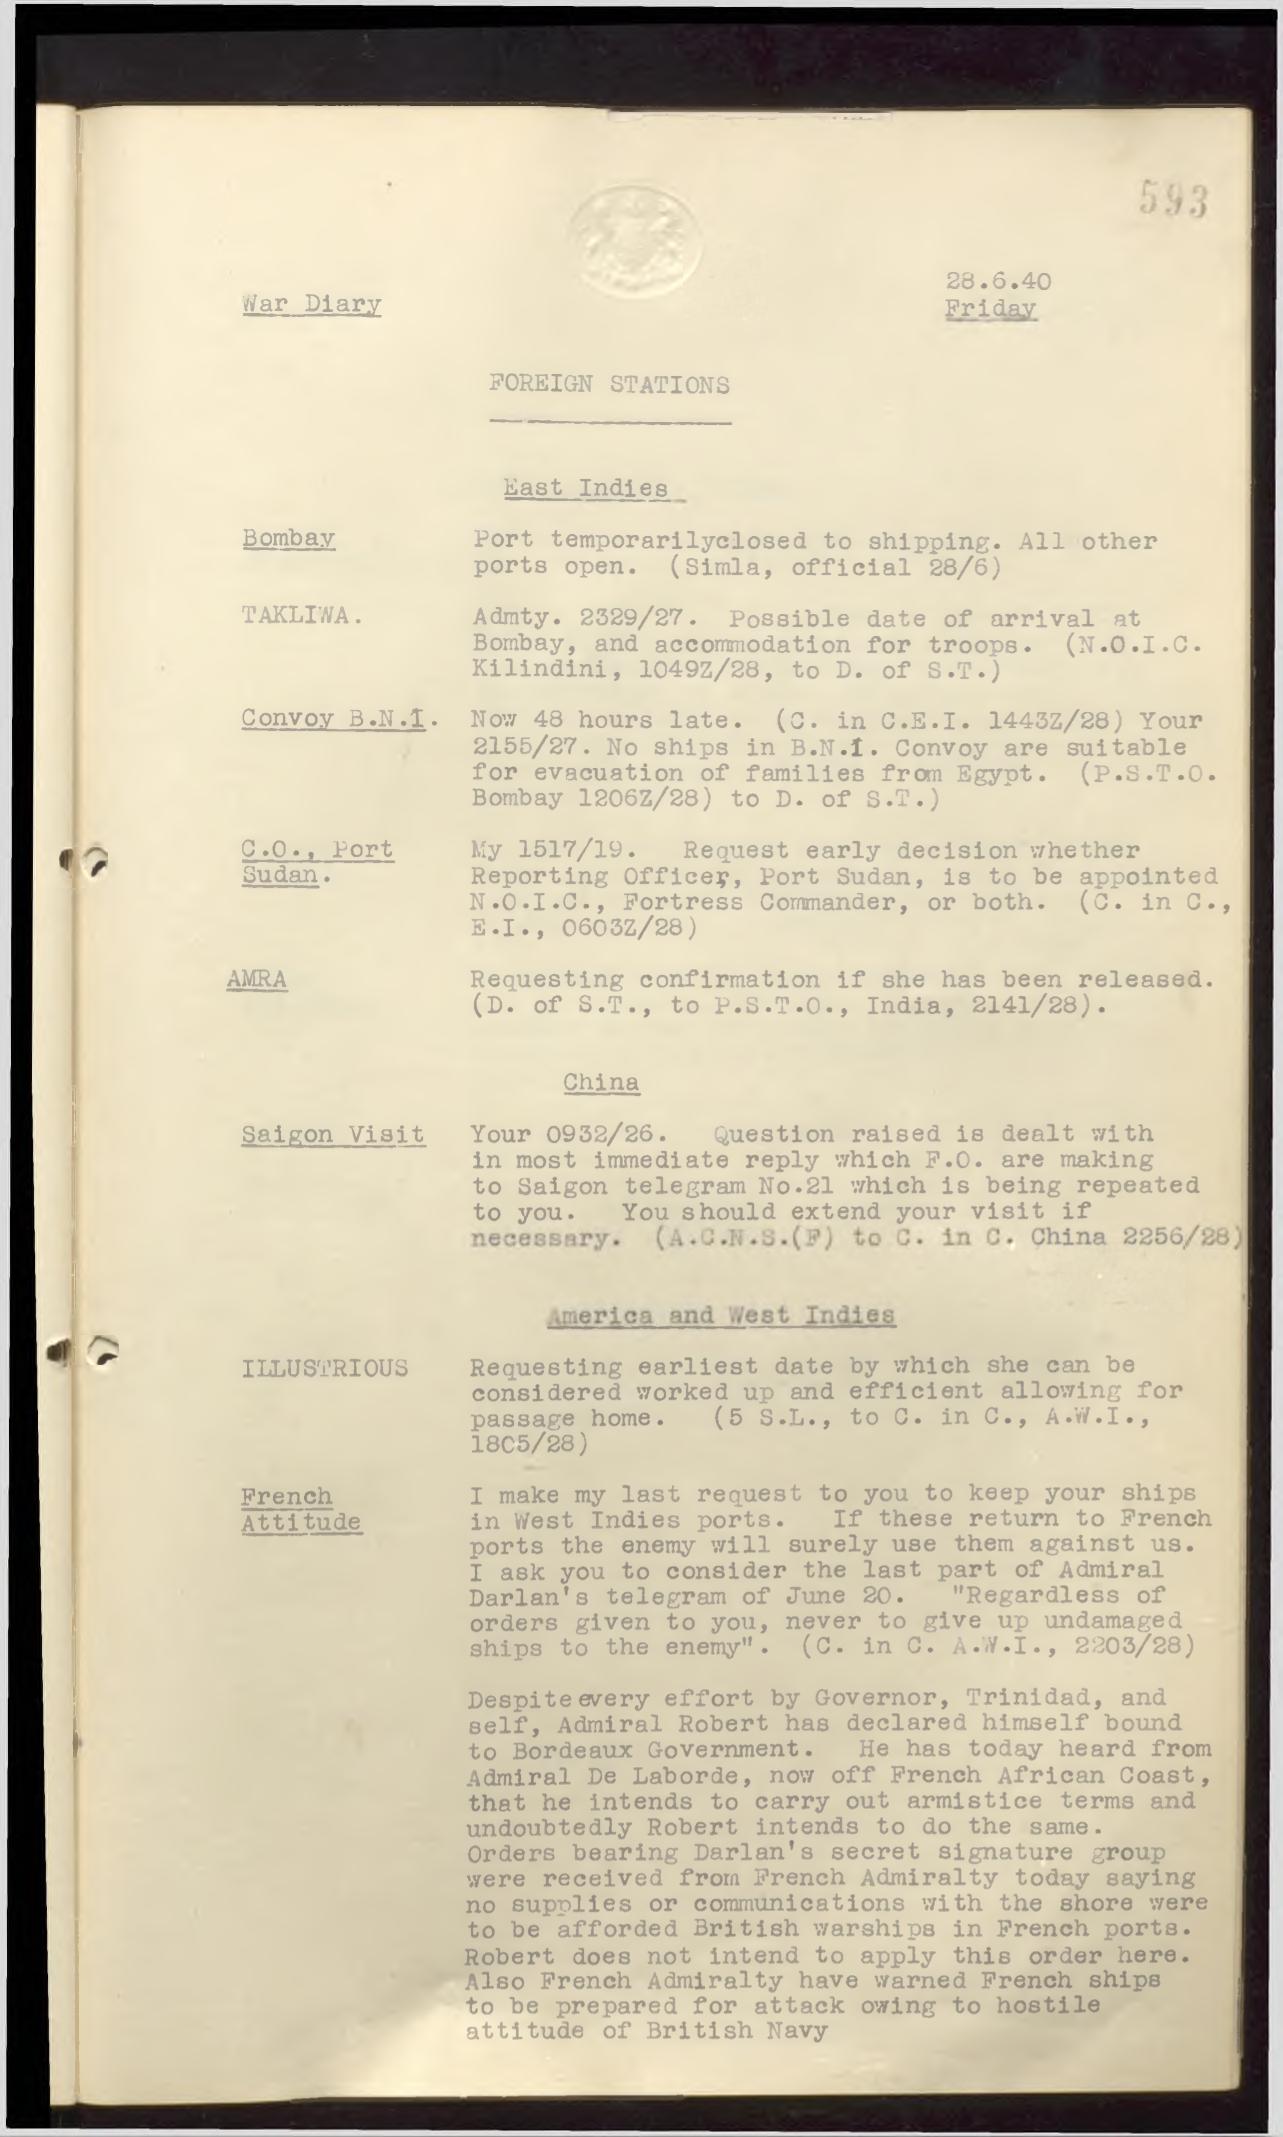 593
28.6.40
War Diary
Friday
FOREIGN STATIONS
East Indies
Bombay Port temporarilyclosed to shipping. All other
ports open. (Simla, official 28/6)
TAKLIWA. Admty. 2329/27. Possible date of arrival at
Bombay, and accommodation for troops. (N.O.I.C.
Kilindini, 1049Z/28, to D. of S.T.)
Convoy B.N.1. Now 48 hours late. (C. in C.E.I. 1443Z/28) Your
2155/27. No ships in B.N.1. Convoy are suitable
for evacuation of families from Egypt. (P.S.T.O.
Bombay 1206Z/28) to D. of S.T.)
C.O., Port My 1517/19. Request early decision whether
Sudan. Reporting Officer, Port Sudan, is to be appointed
N.O.I.C., Fortress Commander, or both. (C. in C.,
E.I., 0603Z/28)
AMRA Requesting confirmation if she has been released.
(D. of S.T., to P.S.T.O., India, 2141/28).
China
Saigon Visit Your 0932/26. Question raised is dealt with
in most immediate reply which F.O. are making
to Saigon telegram No.21 which is being repeated
to you. You should extend your visit if
necessary. (A.C.N.S.(F) to C. in C. China 2256/28)
America and West Indies
ILLUSTRIOUS Requesting earliest date by which she can be
considered worked up and efficient allowing for
passage home. (5 S.L., to C. in C., A.W.I.,
18C5/28)
French I make my last request to you to keep your ships
Attitude in West Indies ports. If these return to French
ports the enemy will surely use them against us.
I ask you to consider the last part of Admiral
Darlan's telegram of June 20. "Regardless of
orders given to you, never to give up undamaged
ships to the enemy". (C. in C. A.W.I., 2203/28)
Despite every effort by Governor, Trinidad, and
self, Admiral Robert has declared himself bound
to Bordeaux Government. He has today heard from
Admiral De Laborde, now off French African Coast,
that he intends to carry out armistice terms and
undoubtedly Robert intends to do the same.
Orders bearing Darlan's secret signature group
were received from French Admiralty today saying
no supplies or communications with the shore were
to be afforded British warships in French ports.
Robert does not intend to apply this order here.
Also French Admiralty have warned French ships
to be prepared for attack owing to hostile
attitude of British Navy